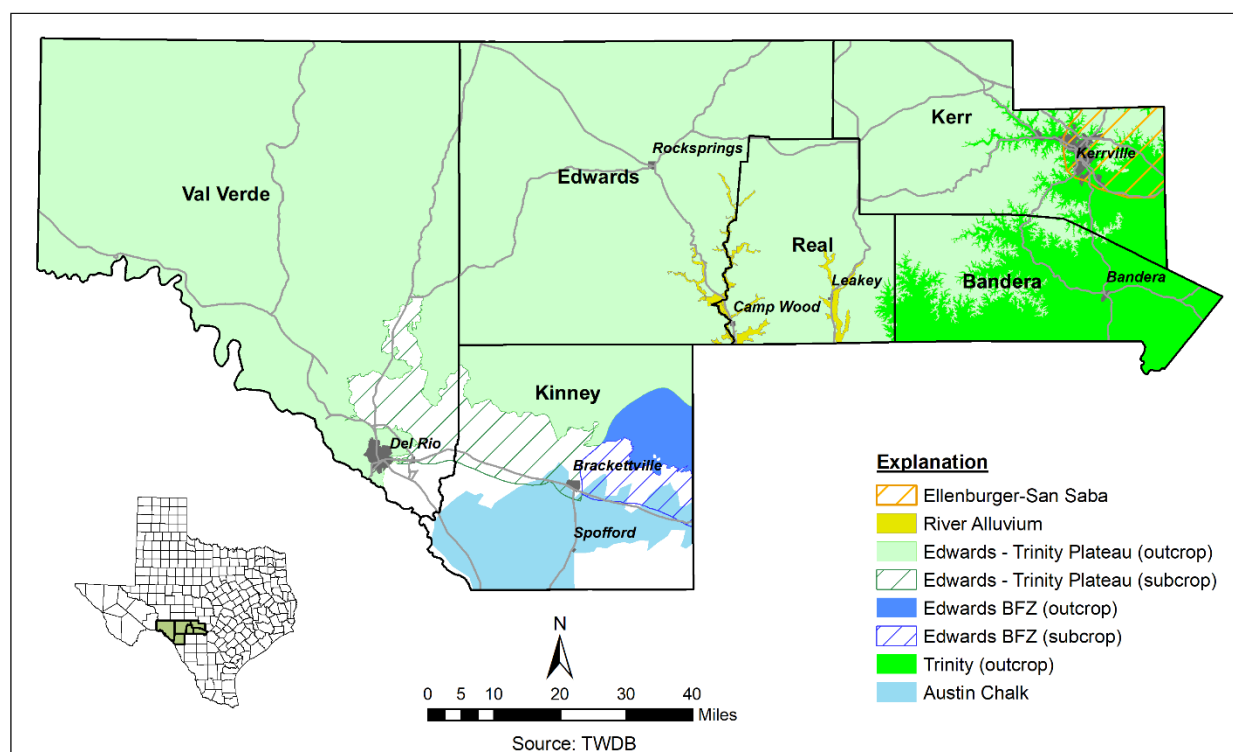 Kerr
Kerrville
Rocksprings
Val Verde
Edwards
Real
Leakey
Bandera
Bandera
Camp Wood
Kinney
Del Rio
Brackettville
Spofford
Explanation
Ellenburger-San Saba
River Alluvium
Edwards - Trinity Plateau (outcrop)
Edwards - Trinity Plateau (subcrop)
Edwards BFZ (outcrop)
Edwards BFZ (subcrop)
Trinity (outcrop)
Austin Chalk
N
0 5 10 20 30 40
Miles
Source: TWDB